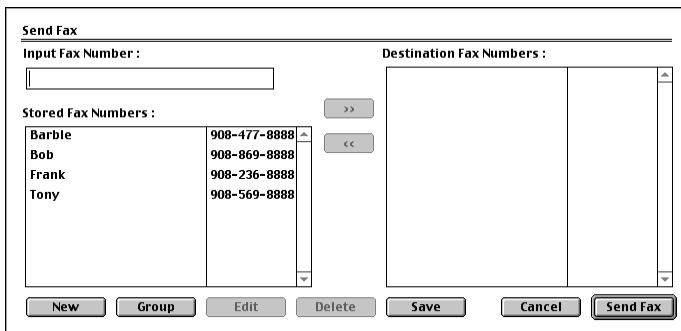 Send Fax
Input Fax Number :
Destination Fax Numbers :
>>
Stored Fax Numbers :
<<
Barble 908-477-8888
Bob 908-869-8888
Frank 908-236-8888
Tony 908-569-8888
New Group Edit Delete Save Cancel Send Fax